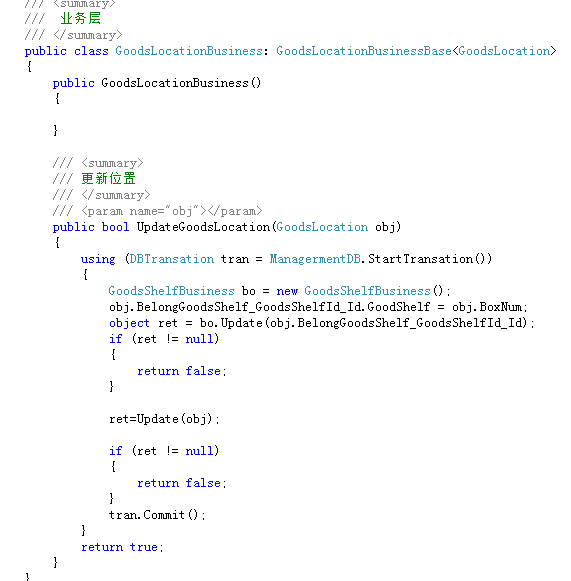 /// <summary>
///  业务层
/// </summary>
public class GoodsLocationBusiness: GoodsLocationBusinessBase<GoodsLocation>
{
    public GoodsLocationBusiness()
    {

    }

    /// <summary>
    /// 更新位置
    /// </summary>
    /// <param name="obj"></param>
    public bool UpdateGoodsLocation(GoodsLocation obj)
    {
        using (DBTransation tran = ManagermentDB.StartTransation())
        {
            GoodsShelfBusiness bo = new GoodsShelfBusiness();
            obj.BelongGoodsShelf_GoodsShelfId_Id.GoodShelf = obj.BoxNum;
            object ret = bo.Update(obj.BelongGoodsShelf_GoodsShelfId_Id);
            if (ret != null)
            {
                return false;
            }

            ret=Update(obj);

            if (ret != null)
            {
                return false;
            }
            tran.Commit();
        }
        return true;
    }
}